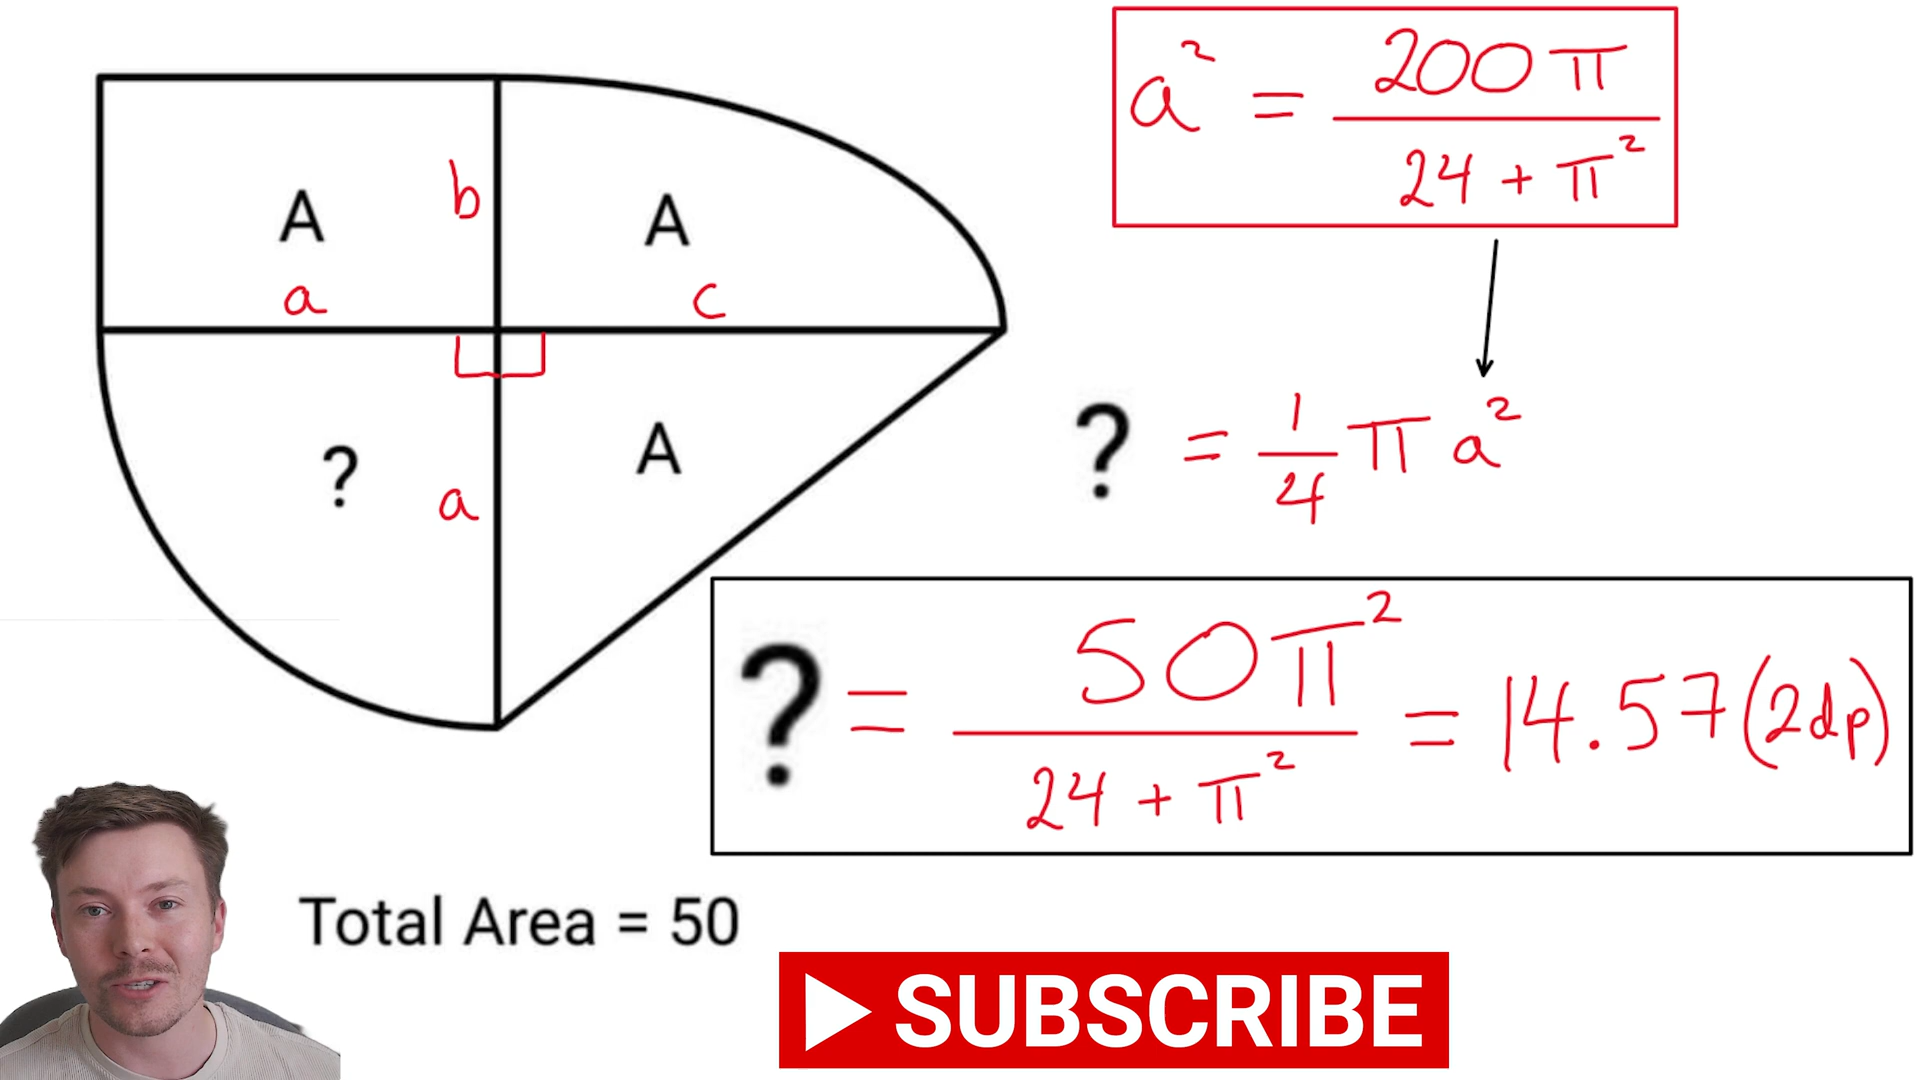 a² = 200π / 24 + π²
A b A
a c
? = 1/4 π a²
? a A
? = 50π² / 24 + π² = 14.57 (2dp)
Total Area = 50
SUBSCRIBE